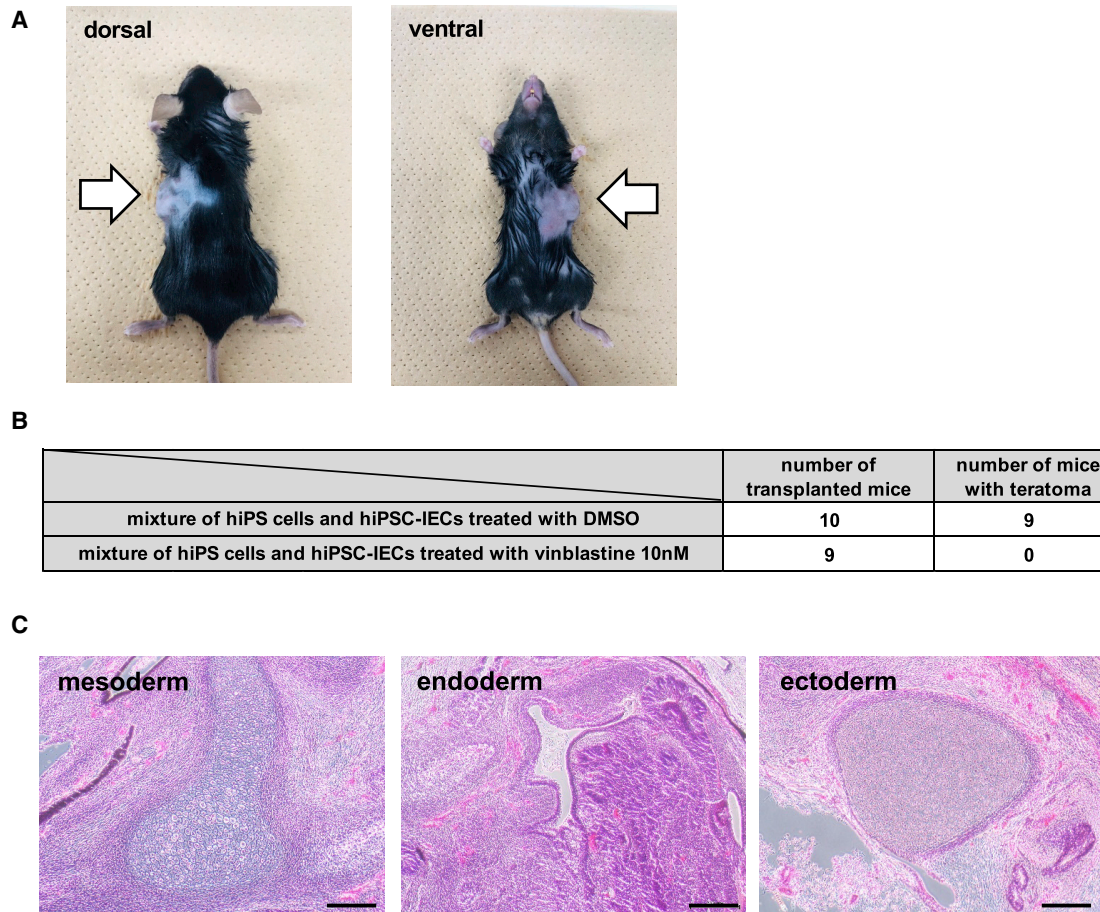 A
dorsal
ventral
B
number of
transplanted mice
number of mice
with teratoma
mixture of hiPS cells and hiPSC-IECs treated with DMSO
10
9
mixture of hiPS cells and hiPSC-IECs treated with vinblastine 10nM
9
0
C
mesoderm
endoderm
ectoderm